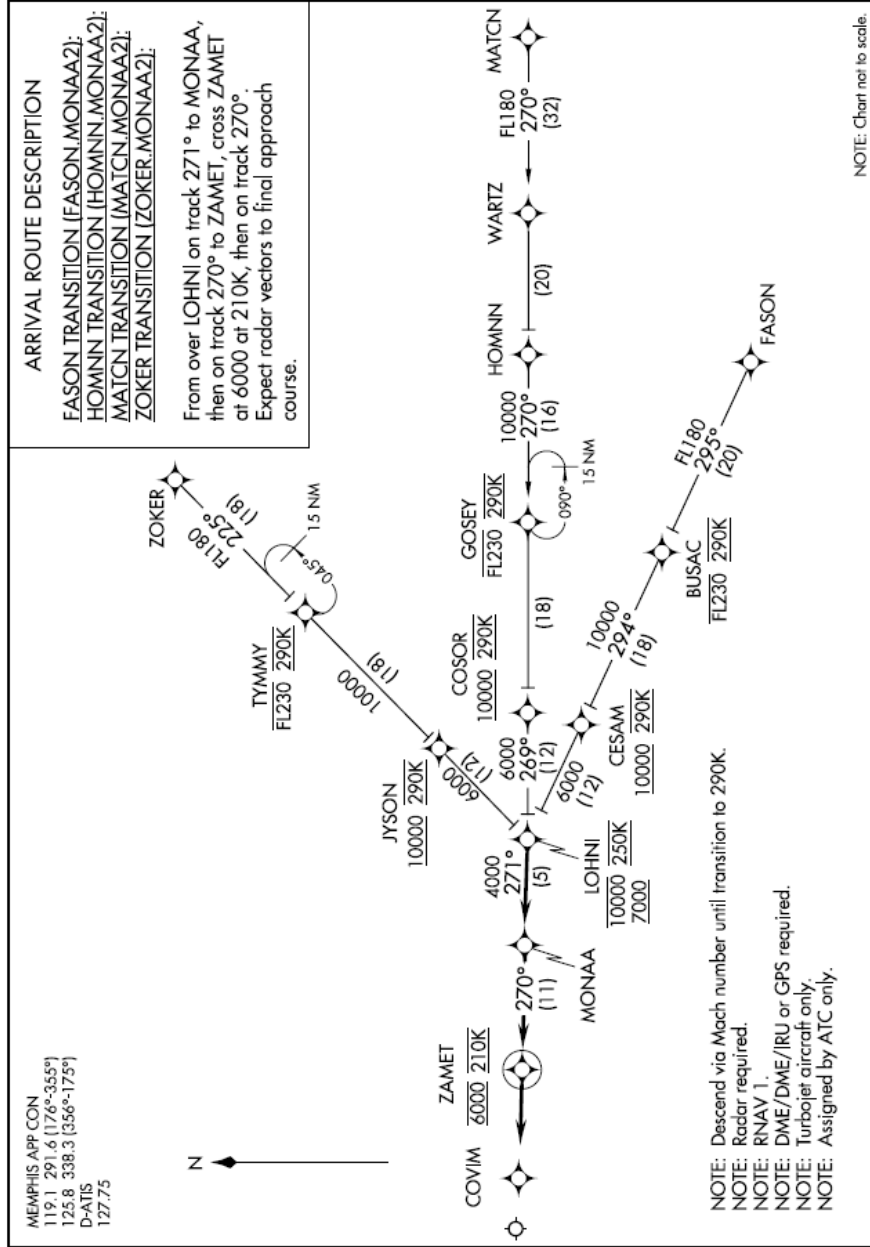 MEMPHIS APP CON
119.1 291.6 (176°-355°)
125.8 338.3 (356°-175°)
D-ATIS
127.75
N
ARRIVAL ROUTE DESCRIPTION
FASON TRANSITION (FASON.MONAA2):
HOMNN TRANSITION (HOMNN.MONAA2):
MATCN TRANSITION (MATCN.MONAA2):
ZOKER TRANSITION (ZOKER.MONAA2):
From over LOHNI on track 271° to MONAA,
then on track 270° to ZAMET, cross ZAMET
at 6000 at 210K, then on track 270°.
Expect radar vectors to final approach
course.
ZOKER
FL180
225°
(18)
15 NM
045°
TYMMY
FL230 290K
10000
(18)
JYSON
10000 290K
6000
(12)
MATCN
FL180
270°
(32)
WARTZ
(20)
HOMNN
10000
270°
(16)
15 NM
090°
GOSEY
FL230 290K
(18)
COSOR
10000 290K
6000
269°
(12)
FASON
FL180
295°
(20)
BUSAC
FL230 290K
10000
294°
(18)
CESAM
10000 290K
6000
(12)
LOHNI
10000 250K
7000
4000
271°
(5)
MONAA
270°
(11)
ZAMET
6000 210K
COVIM
NOTE: Descend via Mach number until transition to 290K.
NOTE: Radar required.
NOTE: RNAV 1.
NOTE: DME/DME/IRU or GPS required.
NOTE: Turbojet aircraft only.
NOTE: Assigned by ATC only.
NOTE: Chart not to scale.